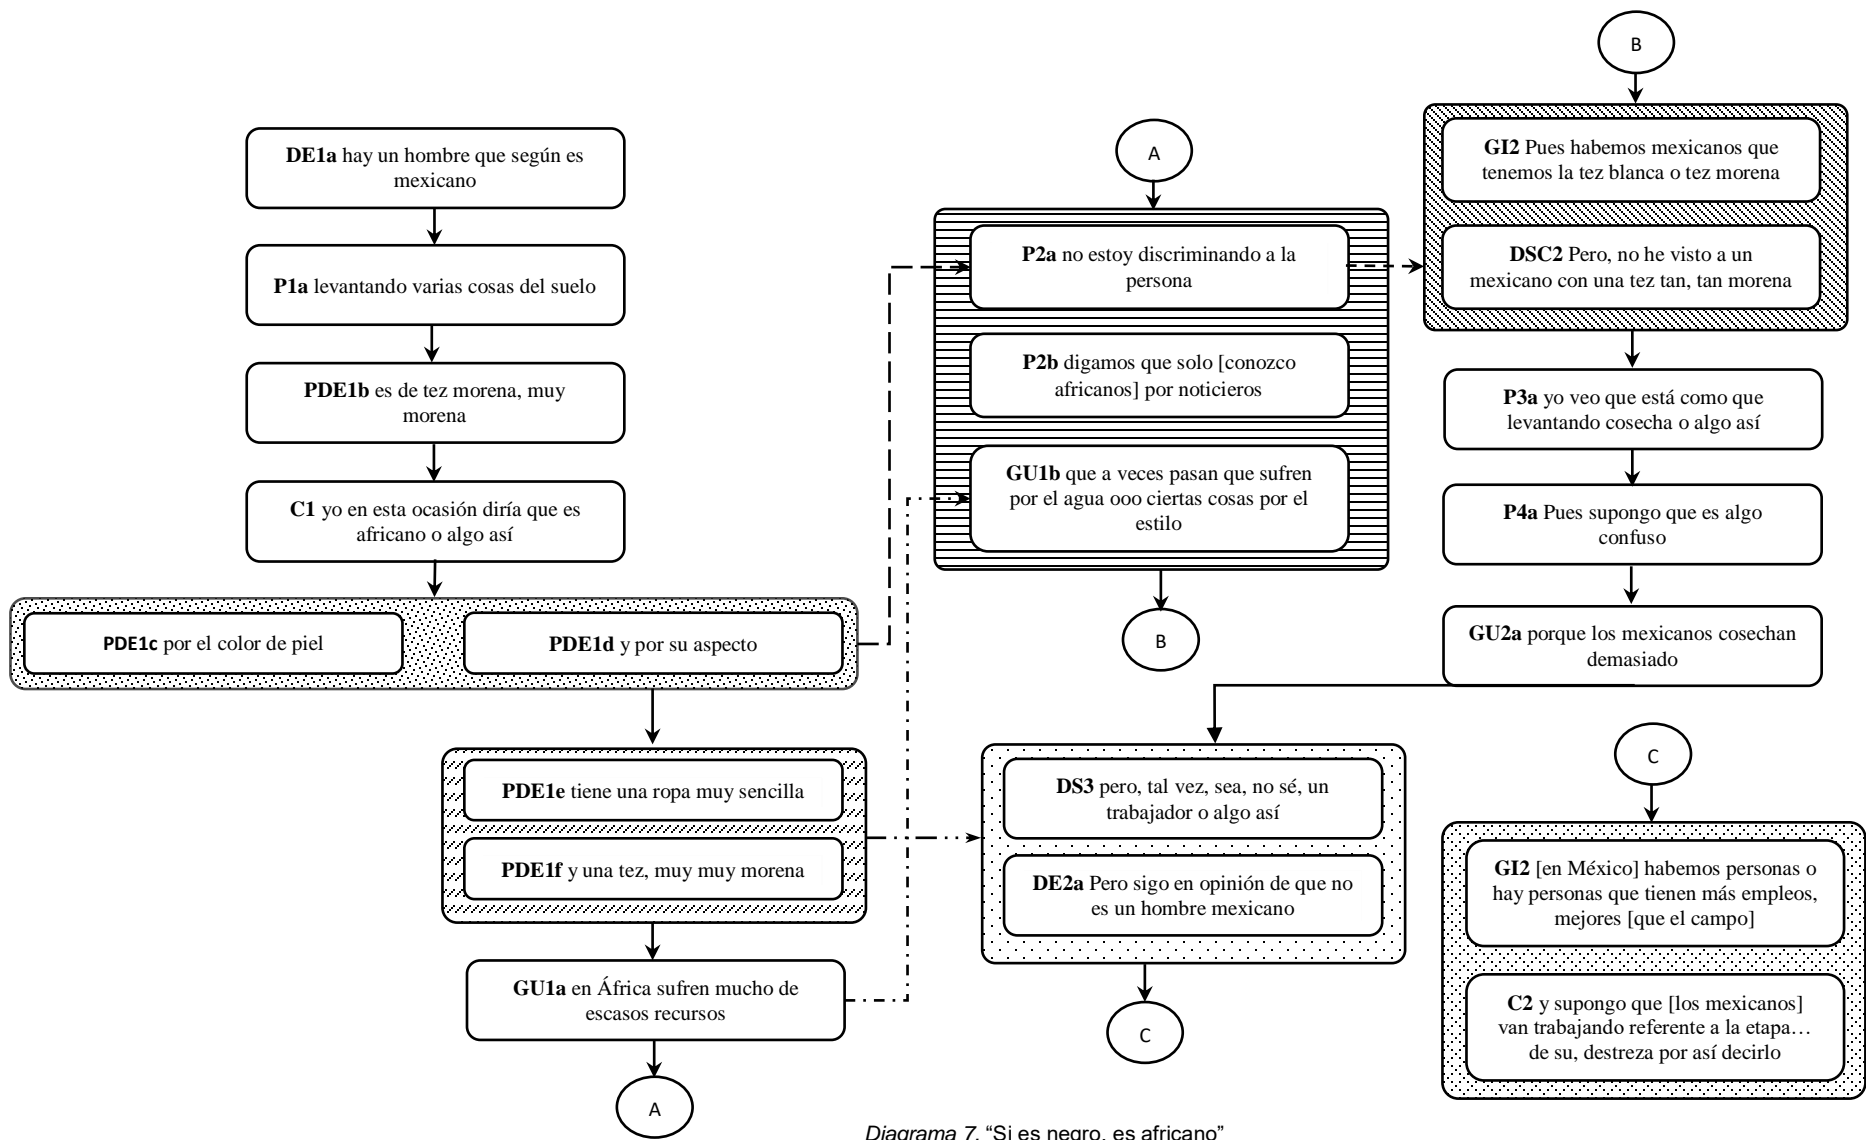 DE1a hay un hombre que según es
mexicano
P1a levantando varias cosas del suelo
PDE1b es de tez morena, muy
morena
C1 yo en esta ocasión diría que es
africano o algo así
PDE1c por el color de piel
PDE1d y por su aspecto
PDE1e tiene una ropa muy sencilla
PDE1f y una tez, muy muy morena
GU1a en África sufren mucho de
escasos recursos
A
A
P2a no estoy discriminando a la
persona
P2b digamos que solo [conozco
africanos] por noticieros
GU1b que a veces pasan que sufren
por el agua ooo ciertas cosas por el
estilo
B
B
GI2 Pues habemos mexicanos que
tenemos la tez blanca o tez morena
DSC2 Pero, no he visto a un
mexicano con una tez tan, tan morena
P3a yo veo que está como que
levantando cosecha o algo así
P4a Pues supongo que es algo
confuso
GU2a porque los mexicanos cosechan
demasiado
DS3 pero, tal vez, sea, no sé, un
trabajador o algo así
DE2a Pero sigo en opinión de que no
es un hombre mexicano
C
C
GI2 [en México] habemos personas o
hay personas que tienen más empleos,
mejores [que el campo]
C2 y supongo que [los mexicanos]
van trabajando referente a la etapa…
de su, destreza por así decirlo
Diagrama 7. “Si es negro, es africano”